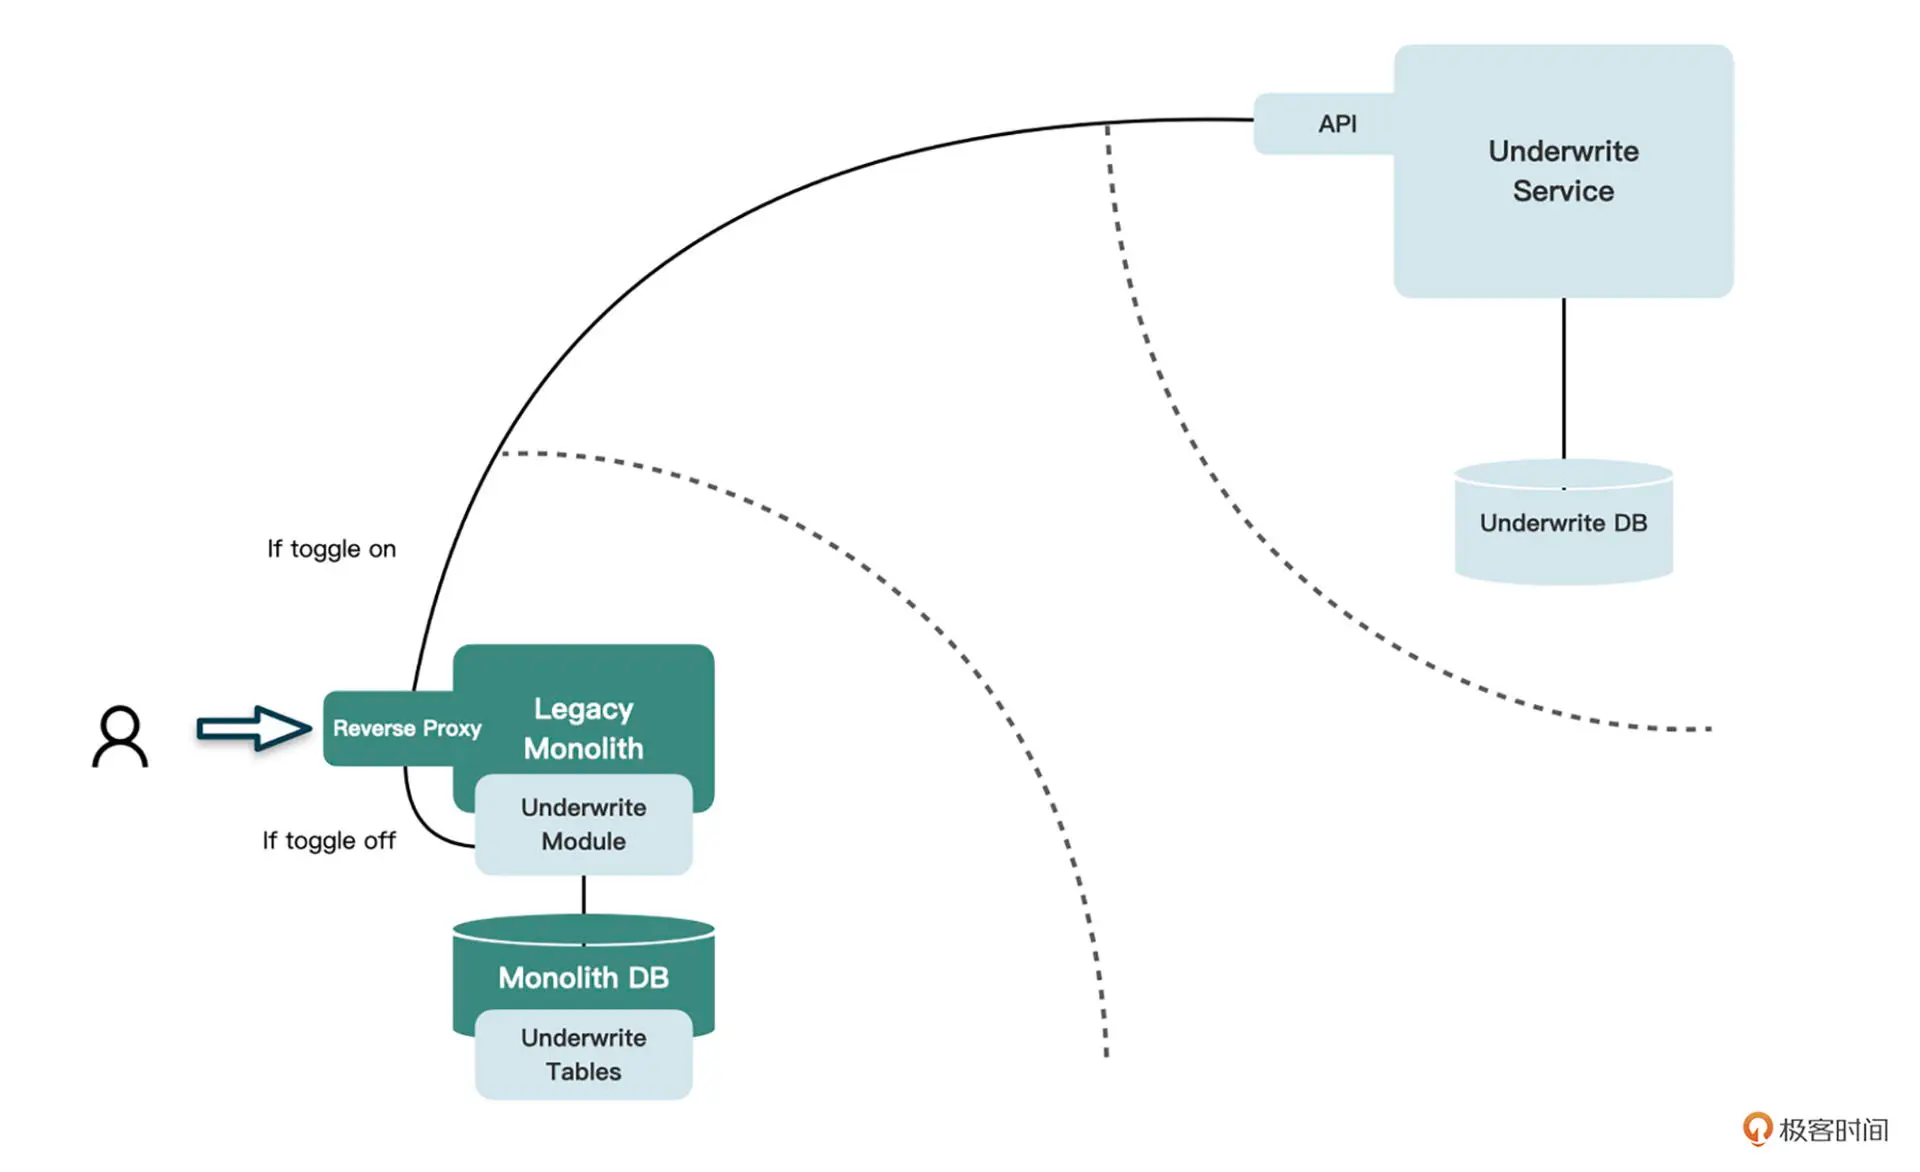 API
Underwrite
Service
Underwrite DB
If toggle on
Reverse Proxy
Legacy
Monolith
Underwrite
Module
If toggle off
Monolith DB
Underwrite
Tables
极客时间